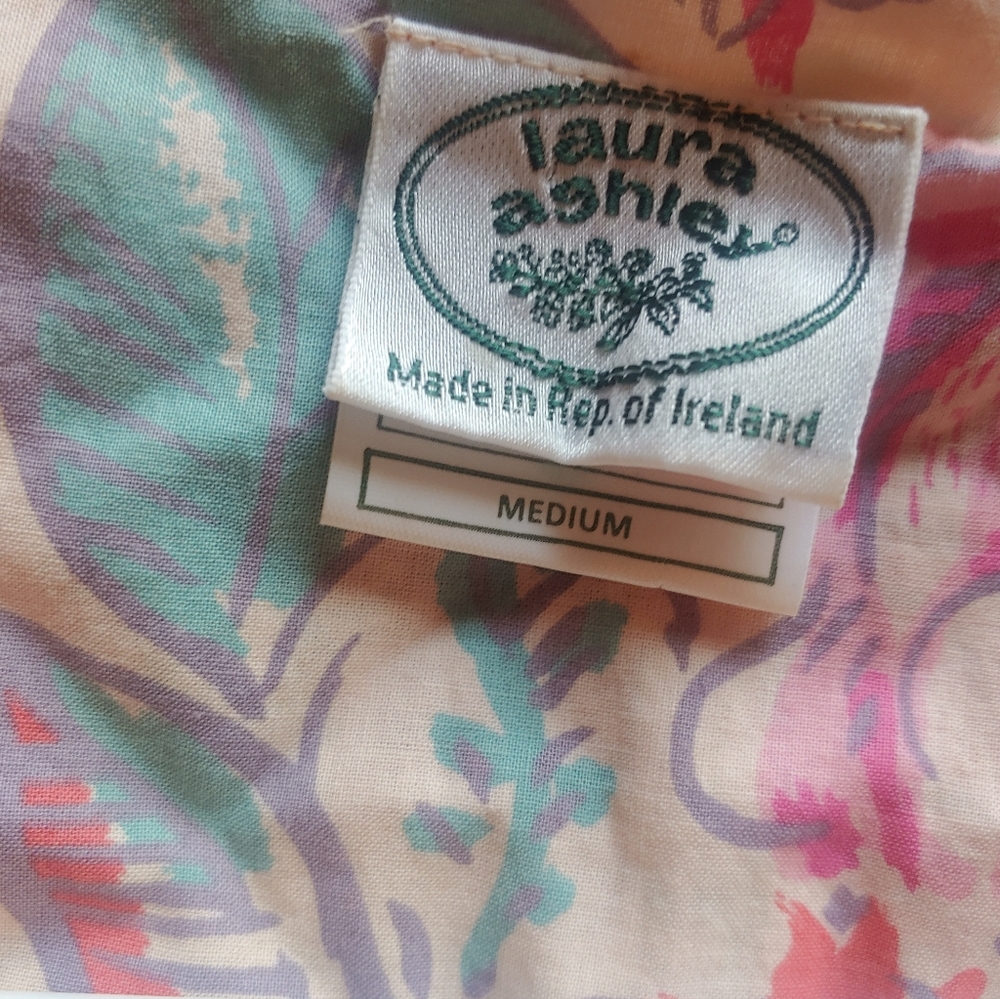 laura
ashley
Made in Rep. of Ireland
MEDIUM